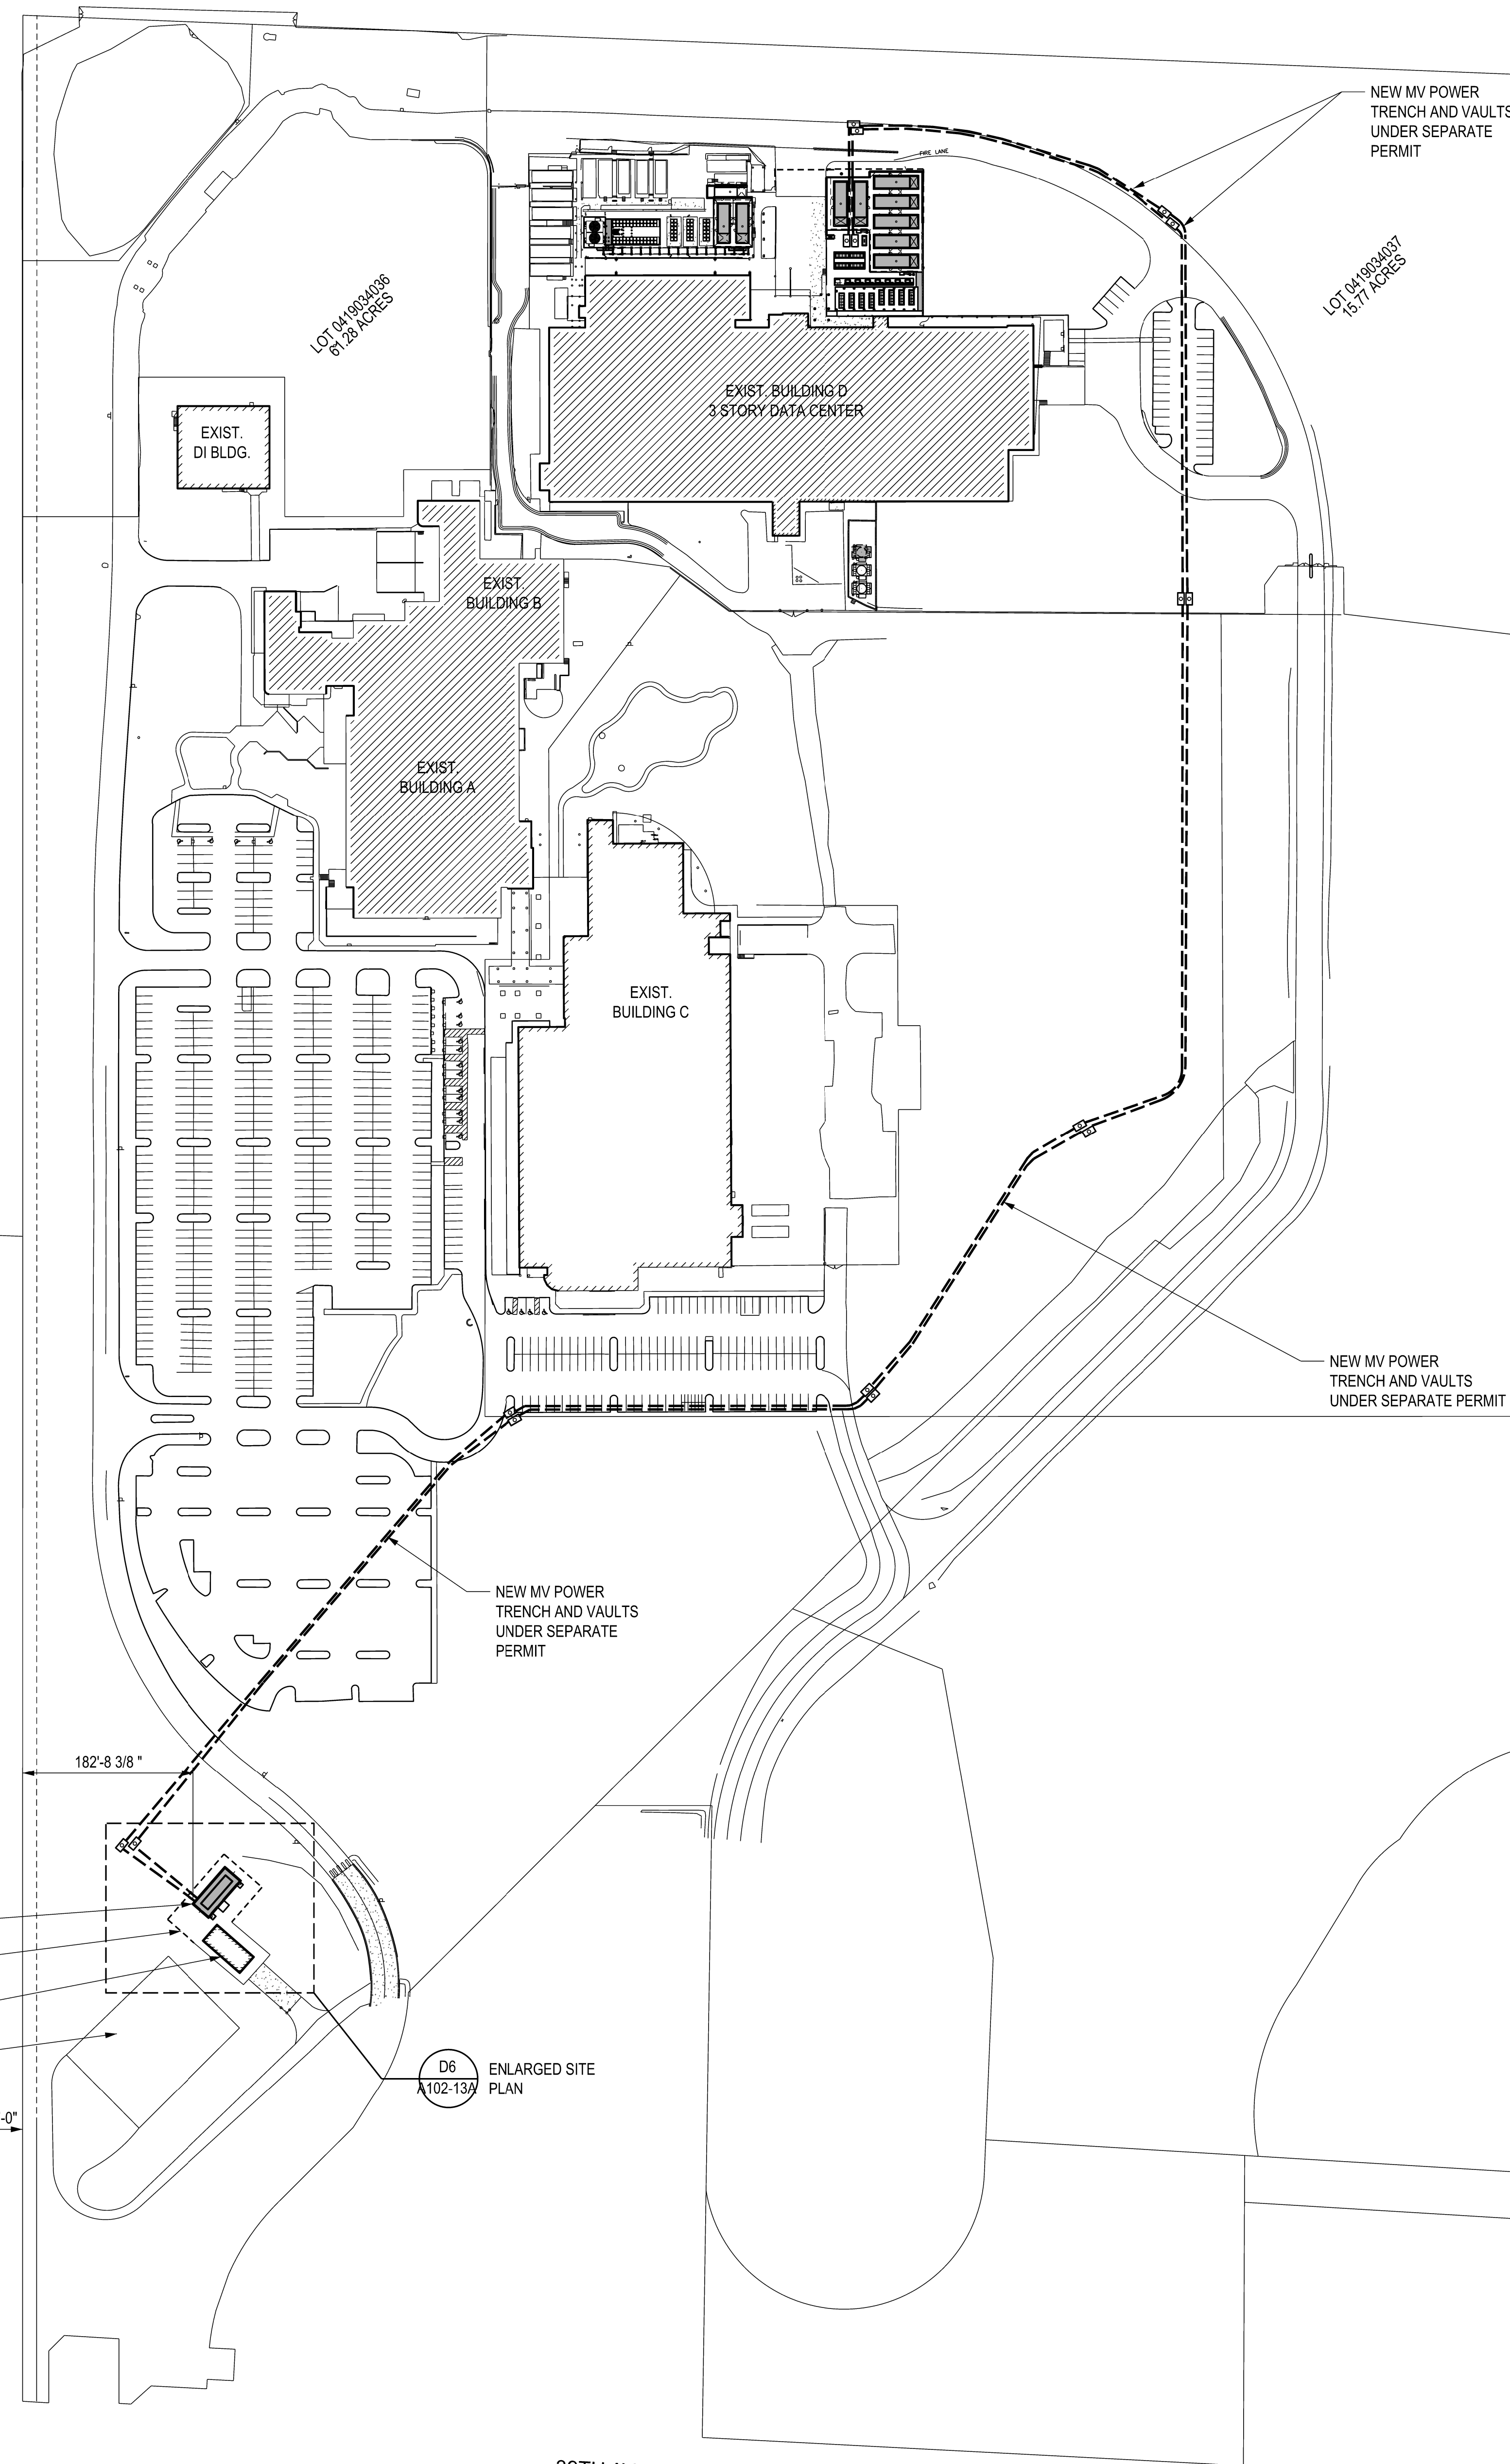 NEW MV POWER
TRENCH AND VAULTS
UNDER SEPARATE
PERMIT
FIRE LANE
LOT 0419034036
61.28 ACRES
LOT 0419034037
15.77 ACRES
EXIST. BUILDING D
3 STORY DATA CENTER
EXIST.
DI BLDG.
EXIST.
BUILDING B
EXIST.
BUILDING A
EXIST.
BUILDING C
NEW MV POWER
TRENCH AND VAULTS
UNDER SEPARATE PERMIT
NEW MV POWER
TRENCH AND VAULTS
UNDER SEPARATE
PERMIT
182'-8 3/8 "
D6
A102-13A
ENLARGED SITE
PLAN
-0"